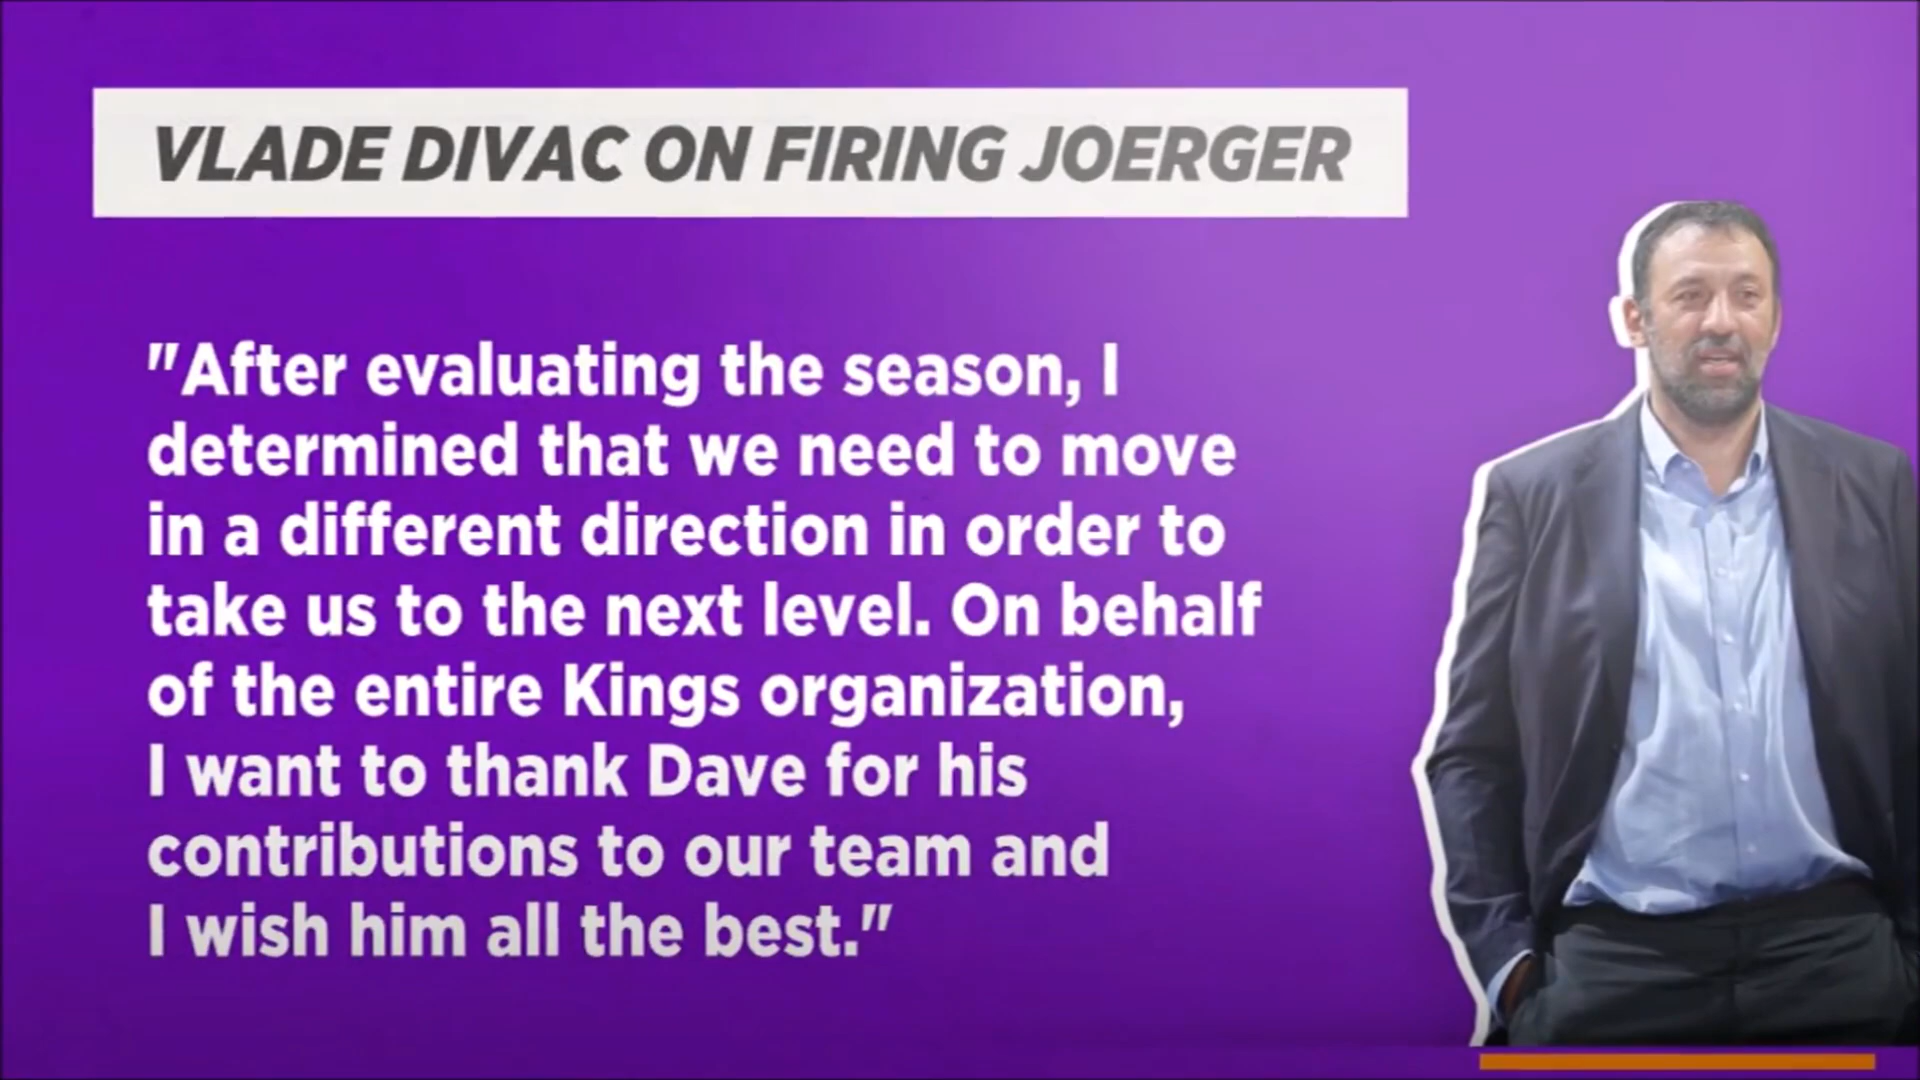 VLADE DIVAC ON FIRING JOERGER
"After evaluating the season, I
determined that we need to move
in a different direction in order to
take us to the next level. On behalf
of the entire Kings organization,
I want to thank Dave for his
contributions to our team and
I wish him all the best."